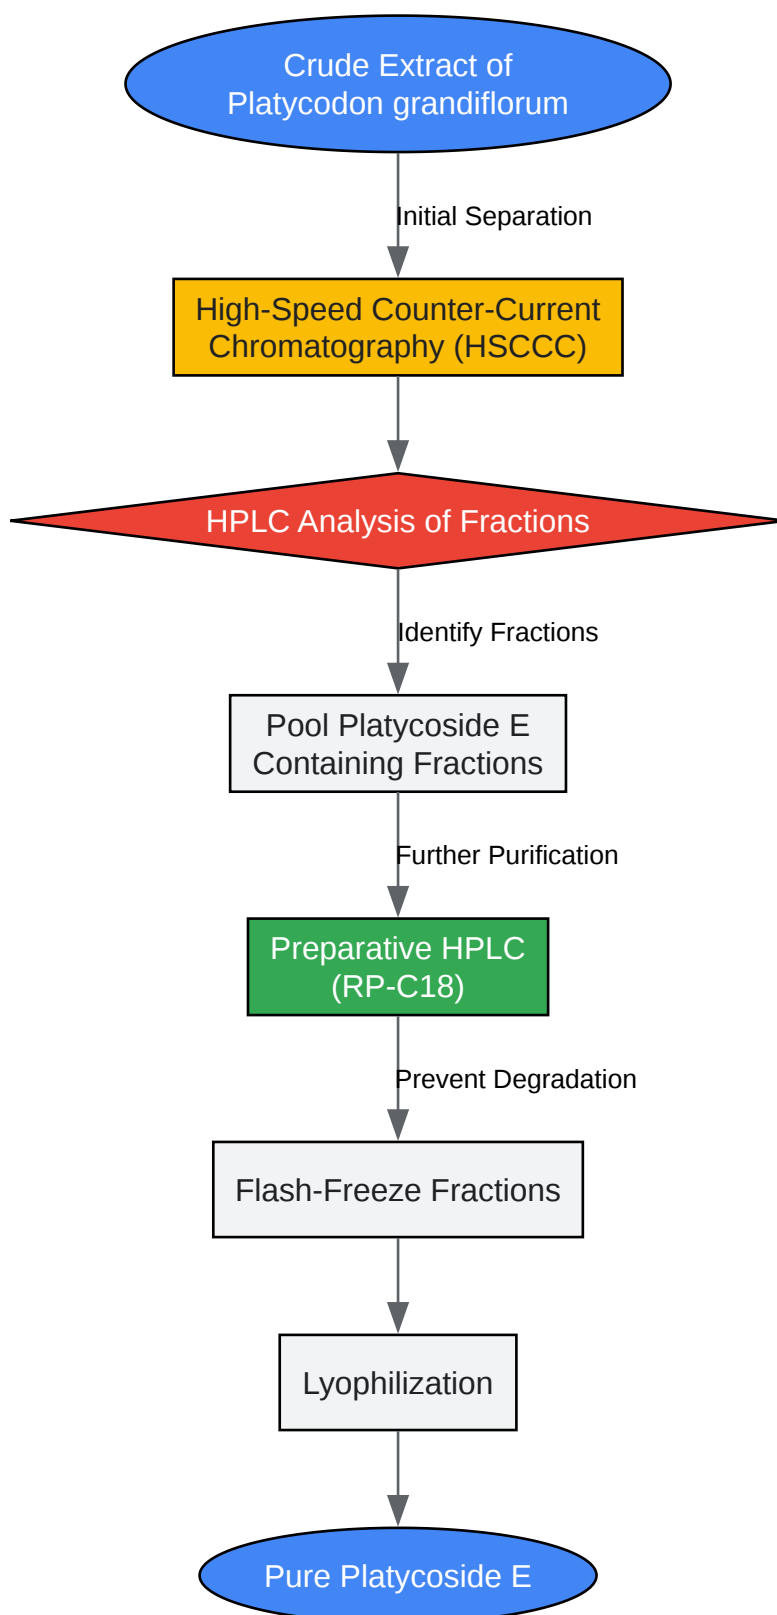 Crude Extract of
Platycodon grandiflorum
Initial Separation
High-Speed Counter-Current
Chromatography (HSCCC)
HPLC Analysis of Fractions
Identify Fractions
Pool Platycoside E
Containing Fractions
Further Purification
Preparative HPLC
(RP-C18)
Prevent Degradation
Flash-Freeze Fractions
Lyophilization
Pure Platycoside E